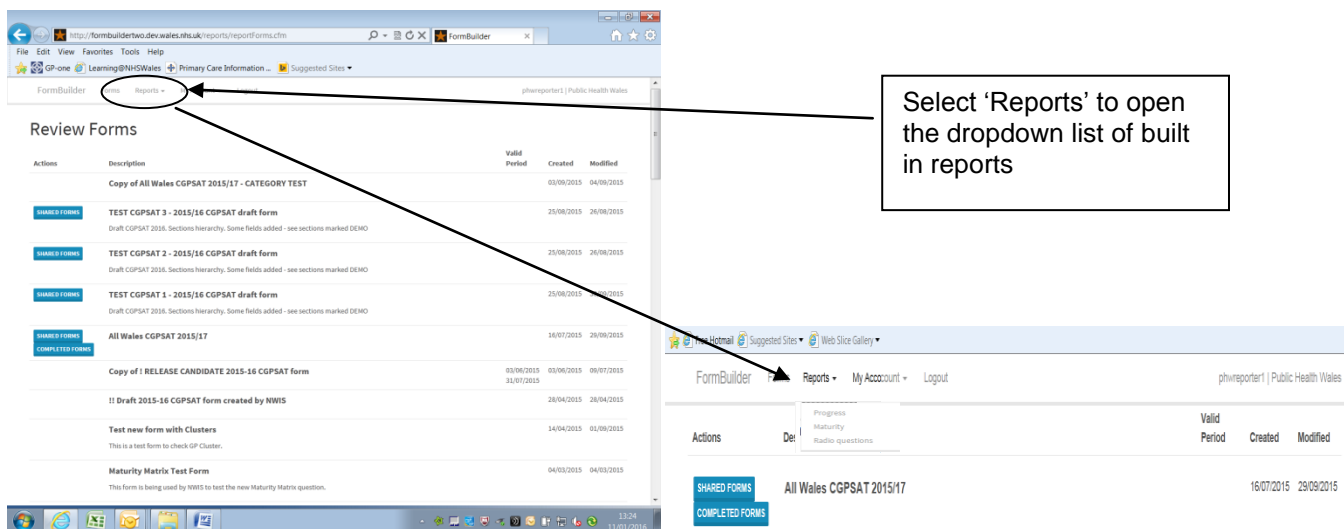 http://formbuildertwo.dev.wales.nhs.uk/reports/reportForms.cfm
FormBuilder
File Edit View Favorites Tools Help
GP-one Learning@NHSWales Primary Care Information ... Suggested Sites
FormBuilder Reports phwreporter1 | Public Health Wales
Review Forms
Actions Description Valid Period Created Modified
Copy of All Wales CGPSAT 2015/17 - CATEGORY TEST 03/09/2015 04/09/2015
SHARED FORMS TEST CGPSAT 3 - 2015/16 CGPSAT draft form 25/08/2015 26/08/2015
Draft CGPSAT 2016. Sections hierarchy. Some fields added - see sections marked DEMO
SHARED FORMS TEST CGPSAT 2 - 2015/16 CGPSAT draft form 25/08/2015 26/08/2015
Draft CGPSAT 2016. Sections hierarchy. Some fields added - see sections marked DEMO
SHARED FORMS TEST CGPSAT 1 - 2015/16 CGPSAT draft form 25/08/2015
Draft CGPSAT 2016. Sections hierarchy. Some fields added - see sections marked DEMO
SHARED FORMS All Wales CGPSAT 2015/17 16/07/2015 29/09/2015
COMPLETED FORMS
Copy of ! RELEASE CANDIDATE 2015-16 CGPSAT form 03/06/2015 03/06/2015 09/07/2015
31/07/2015
!! Draft 2015-16 CGPSAT form created by NWIS 28/04/2015 28/04/2015
Test new form with Clusters 14/04/2015 01/09/2015
This is a test form to check GP Cluster.
Maturity Matrix Test Form 04/03/2015 04/03/2015
This form is being used by NWIS to test the new Maturity Matrix question.
13:24
11/01/2016
Select ‘Reports’ to open
the dropdown list of built
in reports
Free Hotmail Suggested Sites Web Slice Gallery
FormBuilder Reports My Account Logout phwreporter1 | Public Health Wales
Progress
Maturity
Radio questions
Actions Valid Period Created Modified
SHARED FORMS All Wales CGPSAT 2015/17 16/07/2015 29/09/2015
COMPLETED FORMS